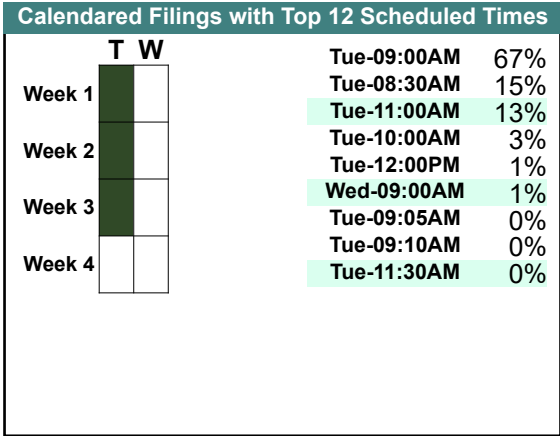 Calendared Filings with Top 12 Scheduled Times
T W
Week 1
Week 2
Week 3
Week 4
Tue-09:00AM 67%
Tue-08:30AM 15%
Tue-11:00AM 13%
Tue-10:00AM 3%
Tue-12:00PM 1%
Wed-09:00AM 1%
Tue-09:05AM 0%
Tue-09:10AM 0%
Tue-11:30AM 0%